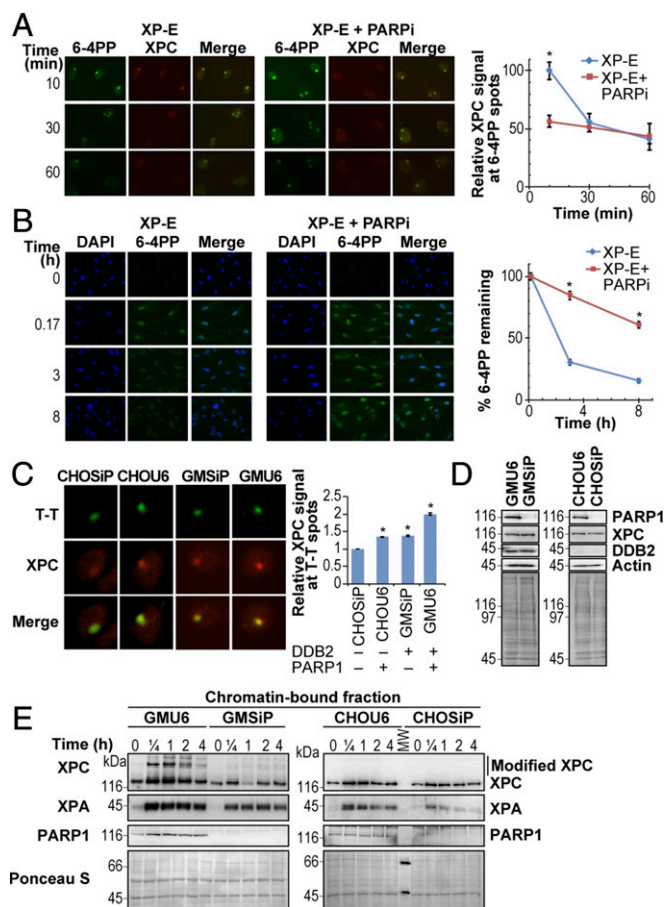 A
XP-E XP-E + PARPi
Time (min) 6-4PP XPC Merge 6-4PP XPC Merge
10
30
60
Relative XPC signal at 6-4PP spots
100
50
0
*
XP-E
XP-E+ PARPi
0 30 60
Time (min)
B
XP-E XP-E + PARPi
Time (h) DAPI 6-4PP Merge DAPI 6-4PP Merge
0
0.17
3
8
% 6-4PP remaining
100
50
0
XP-E
XP-E+ PARPi
* *
0 4 8
Time (h)
C
CHOSiP CHOU6 GMSiP GMU6
T-T
XPC
Merge
Relative XPC signal at T-T spots
2
1.5
1
0.5
0
* * *
CHOSiP CHOU6 GMSiP GMU6
DDB2 – – + +
PARP1 – + – +
D
GMU6 GMSiP CHOU6 CHOSiP
116 116 PARP1
116 116 XPC
45 45 DDB2
Actin
116 116
97 97
45 45
E
Chromatin-bound fraction
GMU6 GMSiP CHOU6 CHOSiP
Time (h) 0 ¼ 1 2 4 0 ¼ 1 2 4 0 ¼ 1 2 4 MW 0 ¼ 1 2 4
kDa kDa
Modified XPC
XPC 116 116 XPC
XPA 45 45 XPA
PARP1 116 116 PARP1
Ponceau S
66 66
45 45